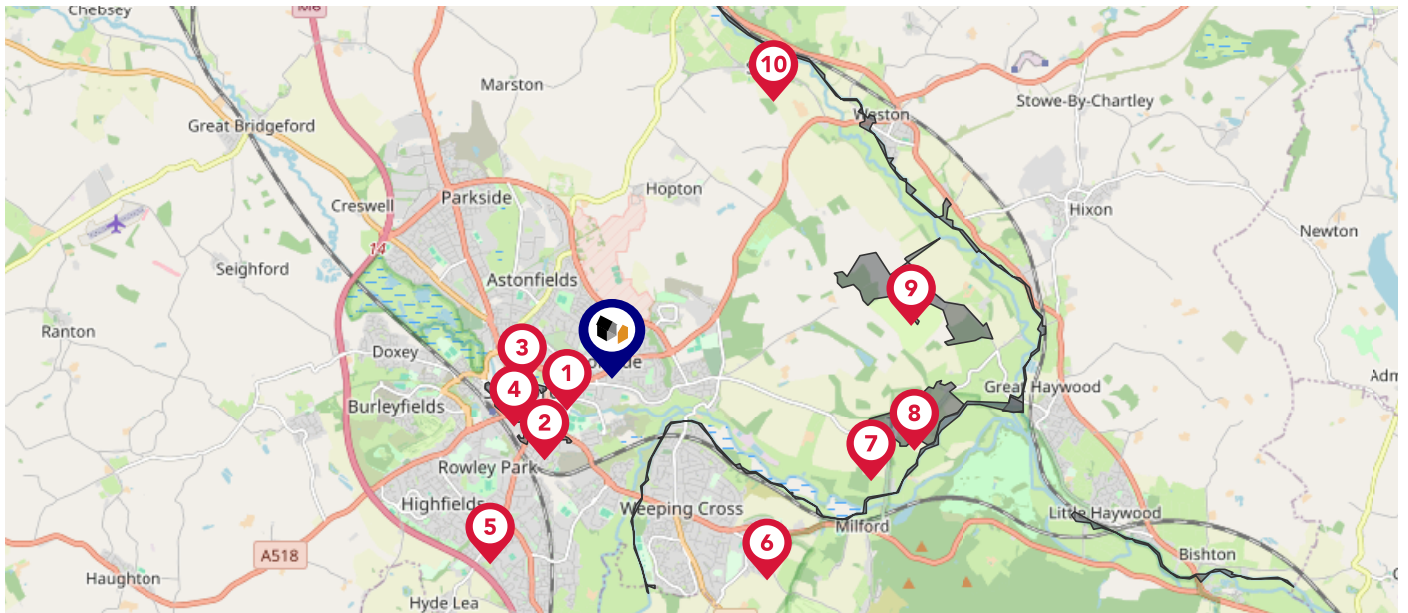 Chebsey
M6
10
Marston
Stowe-By-Chartley
Weston
Great Bridgeford
Hopton
Parkside
Creswell
Hixon
Newton
14
Seighford
Astonfields
9
Ranton
3
Doxey
1
4
Great Haywood
Burleyfields
2
8
7
Rowley Park
Highfields
Weeping Cross
5
Milford
Little Haywood
6
A518
Bishton
Haughton
Hyde Lea